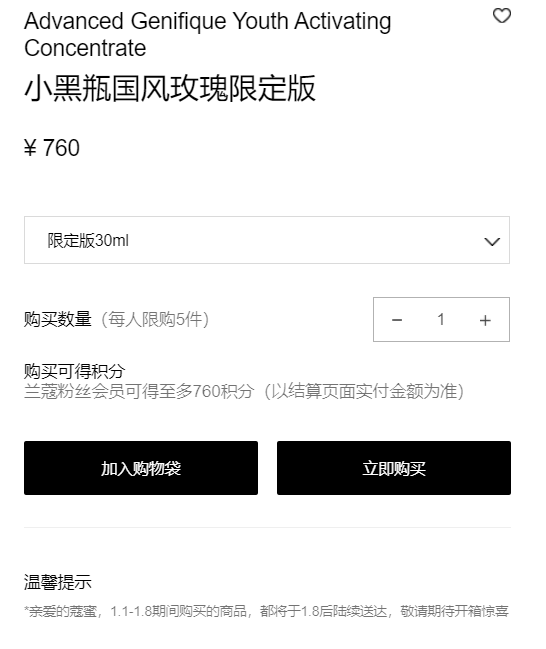 Advanced Genifique Youth Activating
Concentrate
小黑瓶国风玫瑰限定版
¥ 760
限定版30ml
购买数量（每人限购5件）
− 1 +
购买可得积分
兰蔻粉丝会员可得至多760积分（以结算页面实付金额为准）
加入购物袋 立即购买
温馨提示
*亲爱的蔻蜜，1.1-1.8期间购买的商品，都将于1.8后陆续送达，敬请期待开箱惊喜